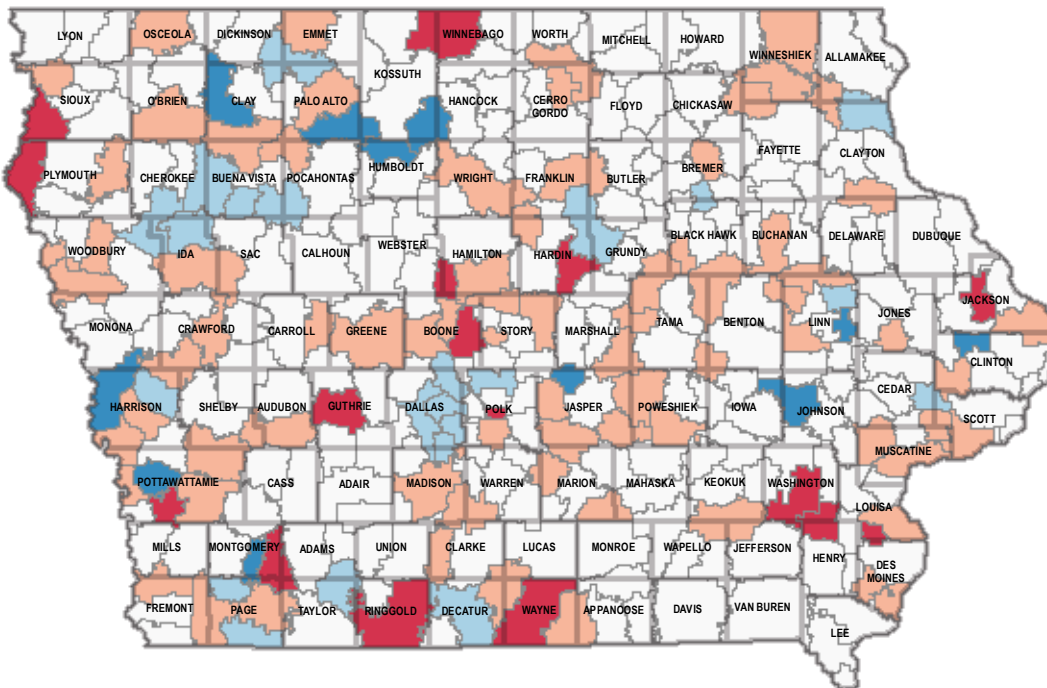 LYON
OSCEOLA
DICKINSON
EMMET
WINNEBAGO
WORTH
MITCHELL
HOWARD
WINNESHIEK
ALLAMAKEE
KOSSUTH
SIOUX
O'BRIEN
CLAY
PALO ALTO
HANCOCK
CERRO
GORDO
FLOYD
CHICKASAW
FAYETTE
CLAYTON
PLYMOUTH
CHEROKEE
BUENA VISTA
POCAHONTAS
HUMBOLDT
WRIGHT
FRANKLIN
BUTLER
BREMER
WOODBURY
IDA
SAC
CALHOUN
WEBSTER
HAMILTON
HARDIN
GRUNDY
BLACK HAWK
BUCHANAN
DELAWARE
DUBUQUE
MONONA
CRAWFORD
CARROLL
GREENE
BOONE
STORY
MARSHALL
TAMA
BENTON
LINN
JONES
JACKSON
CLINTON
HARRISON
SHELBY
AUDUBON
GUTHRIE
DALLAS
POLK
JASPER
POWESHIEK
IOWA
JOHNSON
CEDAR
SCOTT
MUSCATINE
POTTAWATTAMIE
CASS
ADAIR
MADISON
WARREN
MARION
MAHASKA
KEOKUK
WASHINGTON
LOUISA
MILLS
MONTGOMERY
ADAMS
UNION
CLARKE
LUCAS
MONROE
WAPELLO
JEFFERSON
HENRY
DES
MOINES
FREMONT
PAGE
TAYLOR
RINGGOLD
DECATUR
WAYNE
APPANOOSE
DAVIS
VAN BUREN
LEE